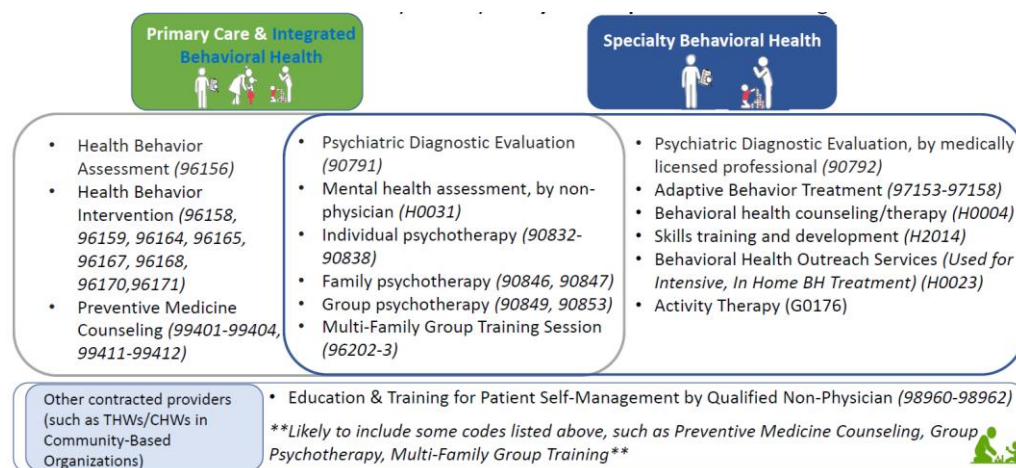 Primary Care & Integrated
Behavioral Health
Specialty Behavioral Health
• Health Behavior
Assessment (96156)
• Health Behavior
Intervention (96158,
96159, 96164, 96165,
96167, 96168,
96170,96171)
• Preventive Medicine
Counseling (99401-99404,
99411-99412)
• Psychiatric Diagnostic Evaluation
(90791)
• Mental health assessment, by non-
physician (H0031)
• Individual psychotherapy (90832-
90838)
• Family psychotherapy (90846, 90847)
• Group psychotherapy (90849, 90853)
• Multi-Family Group Training Session
(96202-3)
• Psychiatric Diagnostic Evaluation, by medically
licensed professional (90792)
• Adaptive Behavior Treatment (97153-97158)
• Behavioral health counseling/therapy (H0004)
• Skills training and development (H2014)
• Behavioral Health Outreach Services (Used for
Intensive, In Home BH Treatment) (H0023)
• Activity Therapy (G0176)
Other contracted providers
(such as THWs/CHWs in
Community-Based
Organizations)
• Education & Training for Patient Self-Management by Qualified Non-Physician (98960-98962)
**Likely to include some codes listed above, such as Preventive Medicine Counseling, Group
Psychotherapy, Multi-Family Group Training**